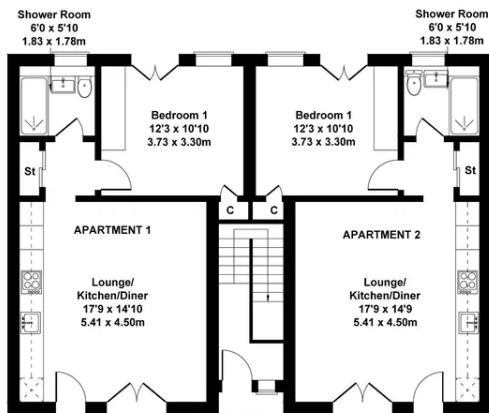 Shower Room
6'0 x 5'10
1.83 x 1.78m
Shower Room
6'0 x 5'10
1.83 x 1.78m
Bedroom 1
12'3 x 10'10
3.73 x 3.30m
Bedroom 1
12'3 x 10'10
3.73 x 3.30m
St
St
C
C
APARTMENT 1
APARTMENT 2
Lounge/
Kitchen/Diner
17'9 x 14'10
5.41 x 4.50m
Lounge/
Kitchen/Diner
17'9 x 14'9
5.41 x 4.50m